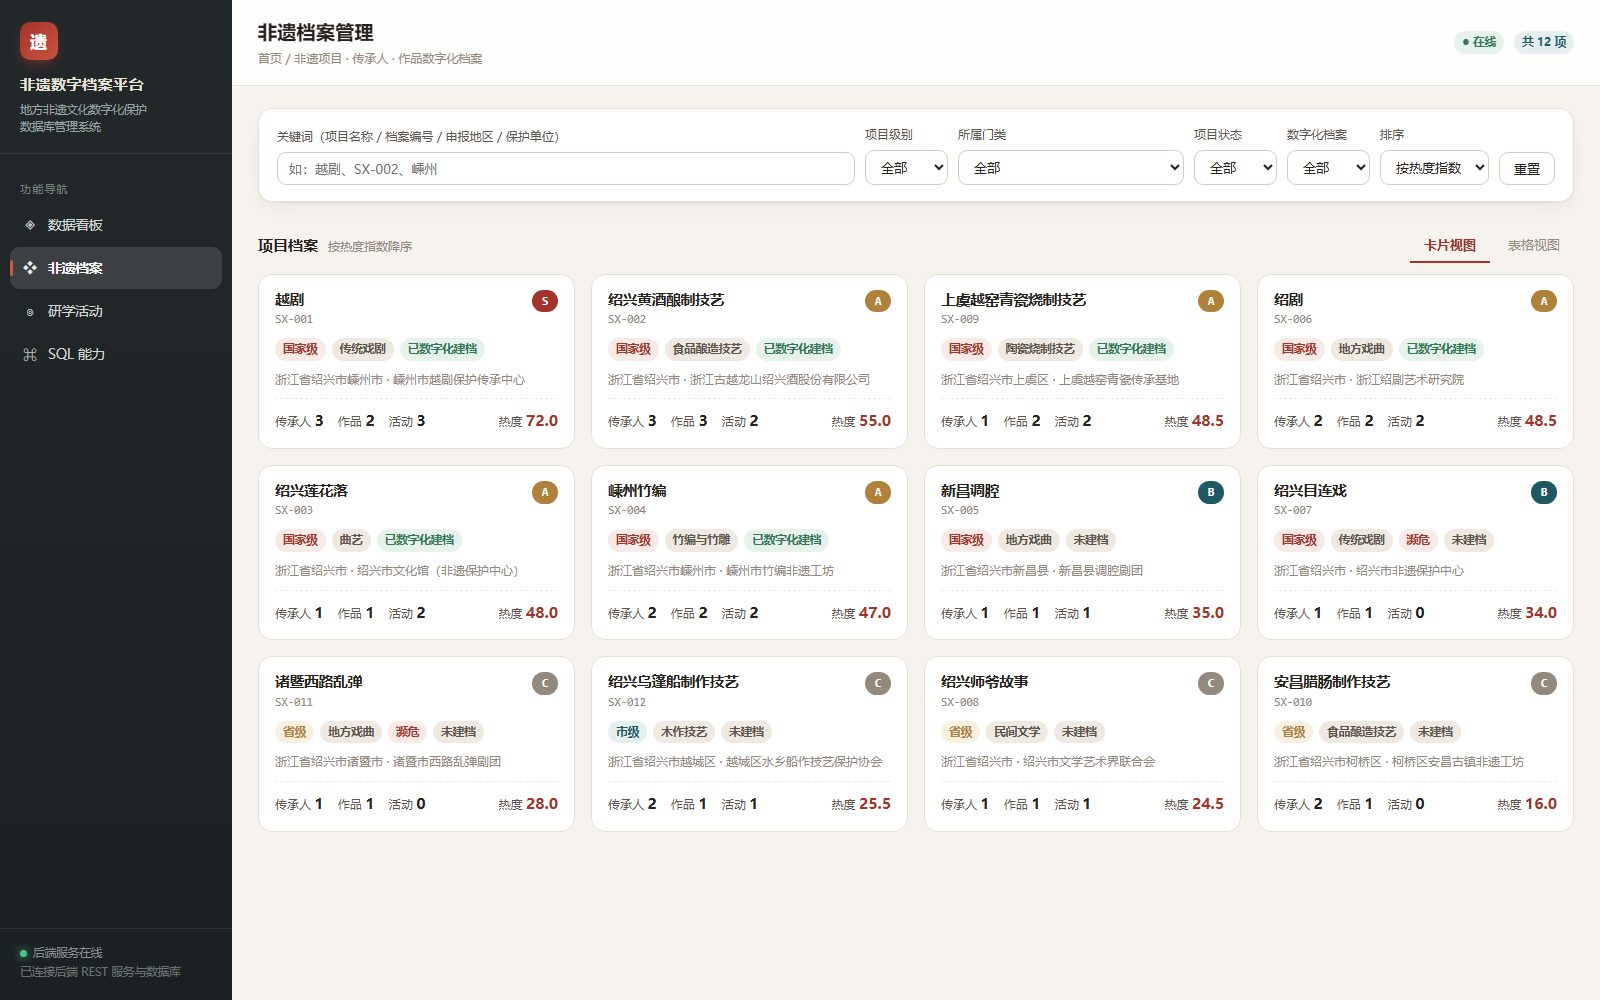 遗
非遗数字档案平台
地方非遗文化数字化保护
数据库管理系统
功能导航
数据看板
非遗档案
研学活动
SQL 能力
后端服务在线
已连接后端 REST 服务与数据库
非遗档案管理
首页 / 非遗项目 · 传承人 · 作品数字化档案
在线
共 12 项
关键词（项目名称 / 档案编号 / 申报地区 / 保护单位）
如：越剧、SX-002、嵊州
项目级别
全部
所属门类
全部
项目状态
全部
数字化档案
全部
排序
按热度指数
重置
项目档案 按热度指数降序
卡片视图
表格视图
越剧 S
SX-001
国家级 传统戏剧 已数字化建档
浙江省绍兴市嵊州市 · 嵊州市越剧保护传承中心
传承人 3 作品 2 活动 3 热度 72.0
绍兴黄酒酿制技艺 A
SX-002
国家级 食品酿造技艺 已数字化建档
浙江省绍兴市 · 浙江古越龙山绍兴酒股份有限公司
传承人 3 作品 3 活动 2 热度 55.0
上虞越窑青瓷烧制技艺 A
SX-009
国家级 陶瓷烧制技艺 已数字化建档
浙江省绍兴市上虞区 · 上虞越窑青瓷传承基地
传承人 1 作品 2 活动 2 热度 48.5
绍剧 A
SX-006
国家级 地方戏曲 已数字化建档
浙江省绍兴市 · 浙江绍剧艺术研究院
传承人 2 作品 2 活动 2 热度 48.5
绍兴莲花落 A
SX-003
国家级 曲艺 已数字化建档
浙江省绍兴市 · 绍兴市文化馆（非遗保护中心）
传承人 1 作品 1 活动 2 热度 48.0
嵊州竹编 A
SX-004
国家级 竹编与竹雕 已数字化建档
浙江省绍兴市嵊州市 · 嵊州市竹编非遗工坊
传承人 2 作品 2 活动 2 热度 47.0
新昌调腔 B
SX-005
国家级 地方戏曲 未建档
浙江省绍兴市新昌县 · 新昌县调腔剧团
传承人 1 作品 1 活动 1 热度 35.0
绍兴目连戏 B
SX-007
国家级 传统戏剧 濒危 未建档
浙江省绍兴市 · 绍兴市非遗保护中心
传承人 1 作品 1 活动 0 热度 34.0
诸暨西路乱弹 C
SX-011
省级 地方戏曲 濒危 未建档
浙江省绍兴市诸暨市 · 诸暨市西路乱弹剧团
传承人 1 作品 1 活动 0 热度 28.0
绍兴乌篷船制作技艺 C
SX-012
市级 木作技艺 未建档
浙江省绍兴市越城区 · 越城区水乡船作技艺保护协会
传承人 2 作品 1 活动 1 热度 25.5
绍兴师爷故事 C
SX-008
省级 民间文学 未建档
浙江省绍兴市 · 绍兴市文学艺术界联合会
传承人 1 作品 1 活动 1 热度 24.5
安昌腊肠制作技艺 C
SX-010
省级 食品酿造技艺 未建档
浙江省绍兴市柯桥区 · 柯桥区安昌古镇非遗工坊
传承人 2 作品 1 活动 0 热度 16.0